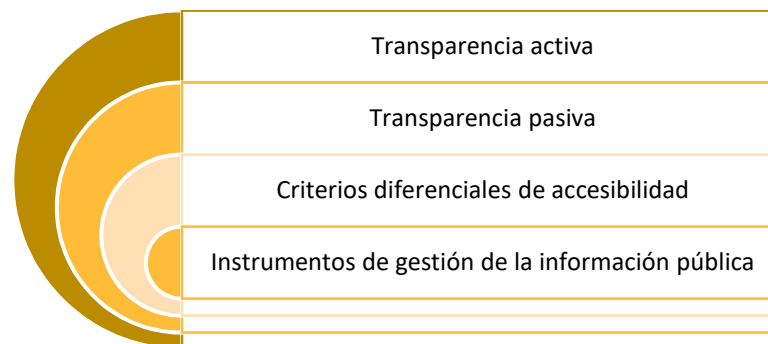 Transparencia activa
Transparencia pasiva
Criterios diferenciales de accesibilidad
Instrumentos de gestión de la información pública